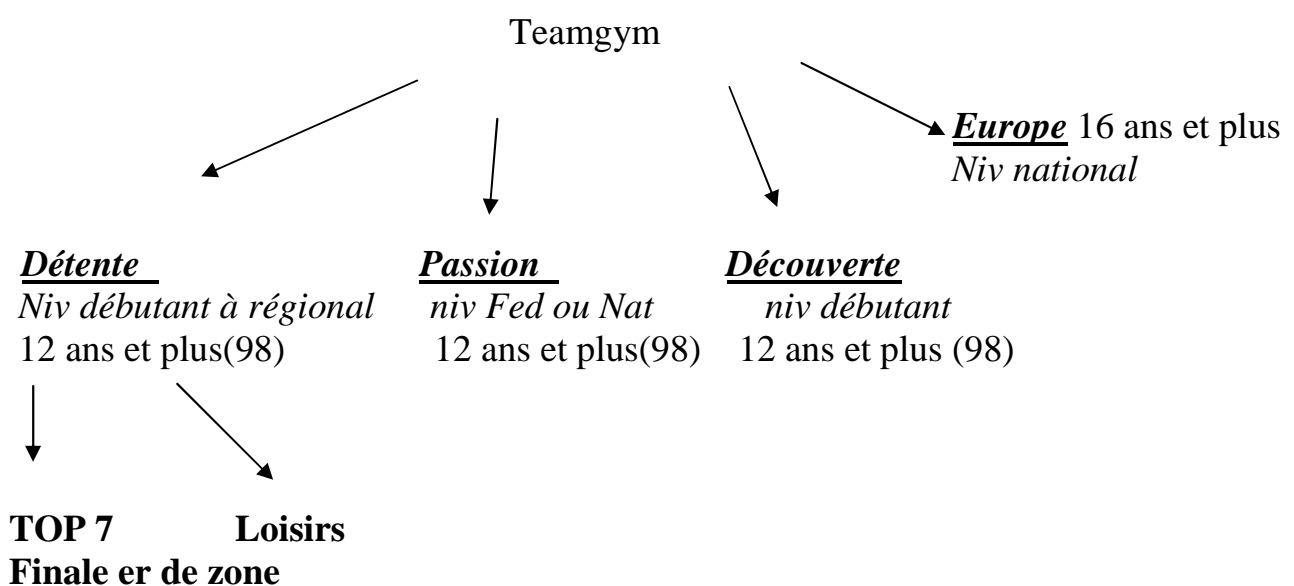 Teamgym
Europe 16 ans et plus
Niv national
Détente
Niv débutant à régional
12 ans et plus(98)
Passion
niv Fed ou Nat
12 ans et plus(98)
Découverte
niv débutant
12 ans et plus (98)
TOP 7
Finale er de zone
Loisirs